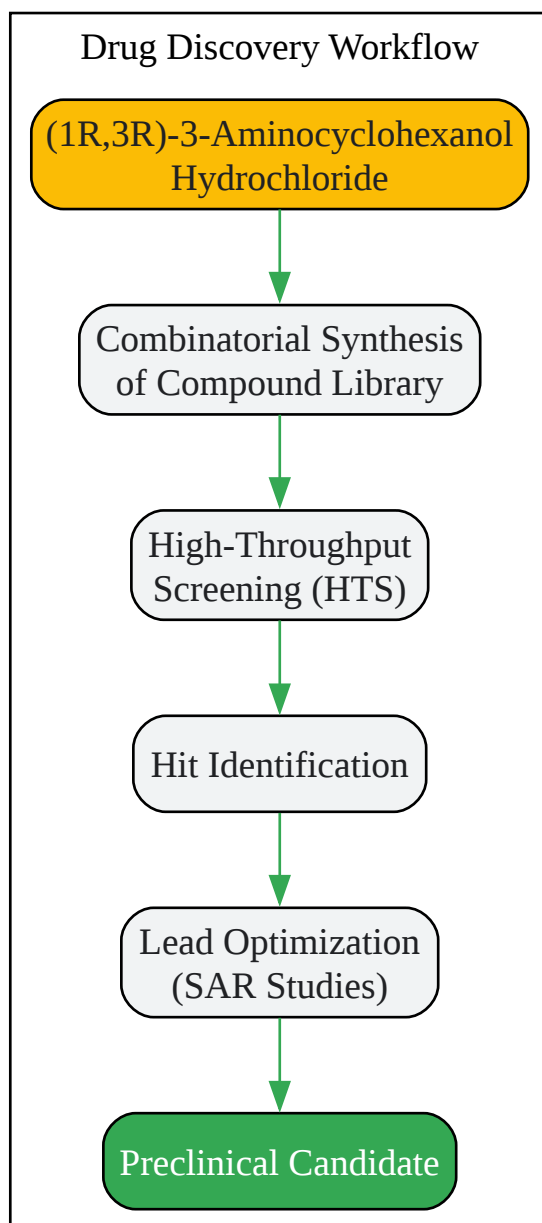 Drug Discovery Workflow
(1R,3R)-3-Aminocyclohexanol
Hydrochloride
Combinatorial Synthesis
of Compound Library
High-Throughput
Screening (HTS)
Hit Identification
Lead Optimization
(SAR Studies)
Preclinical Candidate